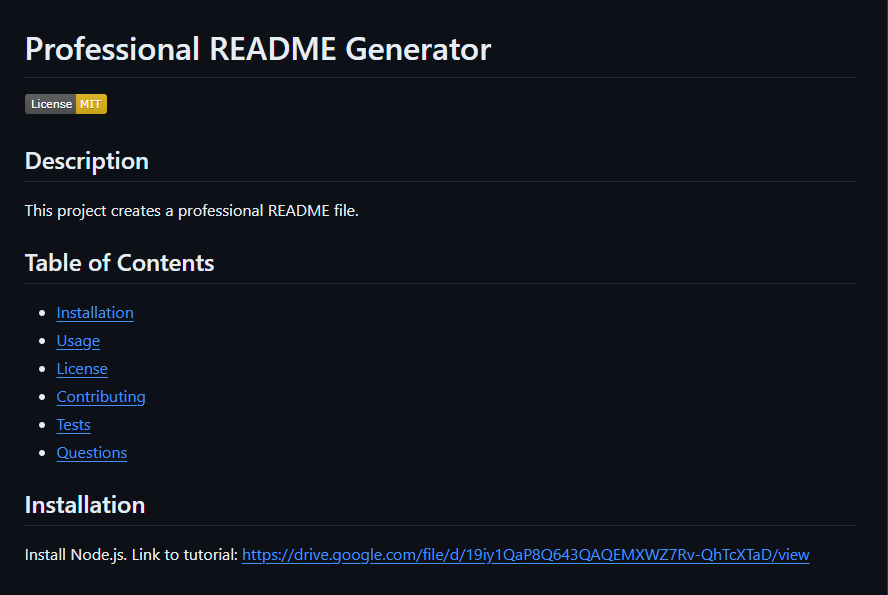 Professional README Generator
License MIT
Description
This project creates a professional README file.
Table of Contents
Installation
Usage
License
Contributing
Tests
Questions
Installation
Install Node.js. Link to tutorial: https://drive.google.com/file/d/19iy1QaP8Q643QAQEMXWZ7Rv-QhTcXTaD/view